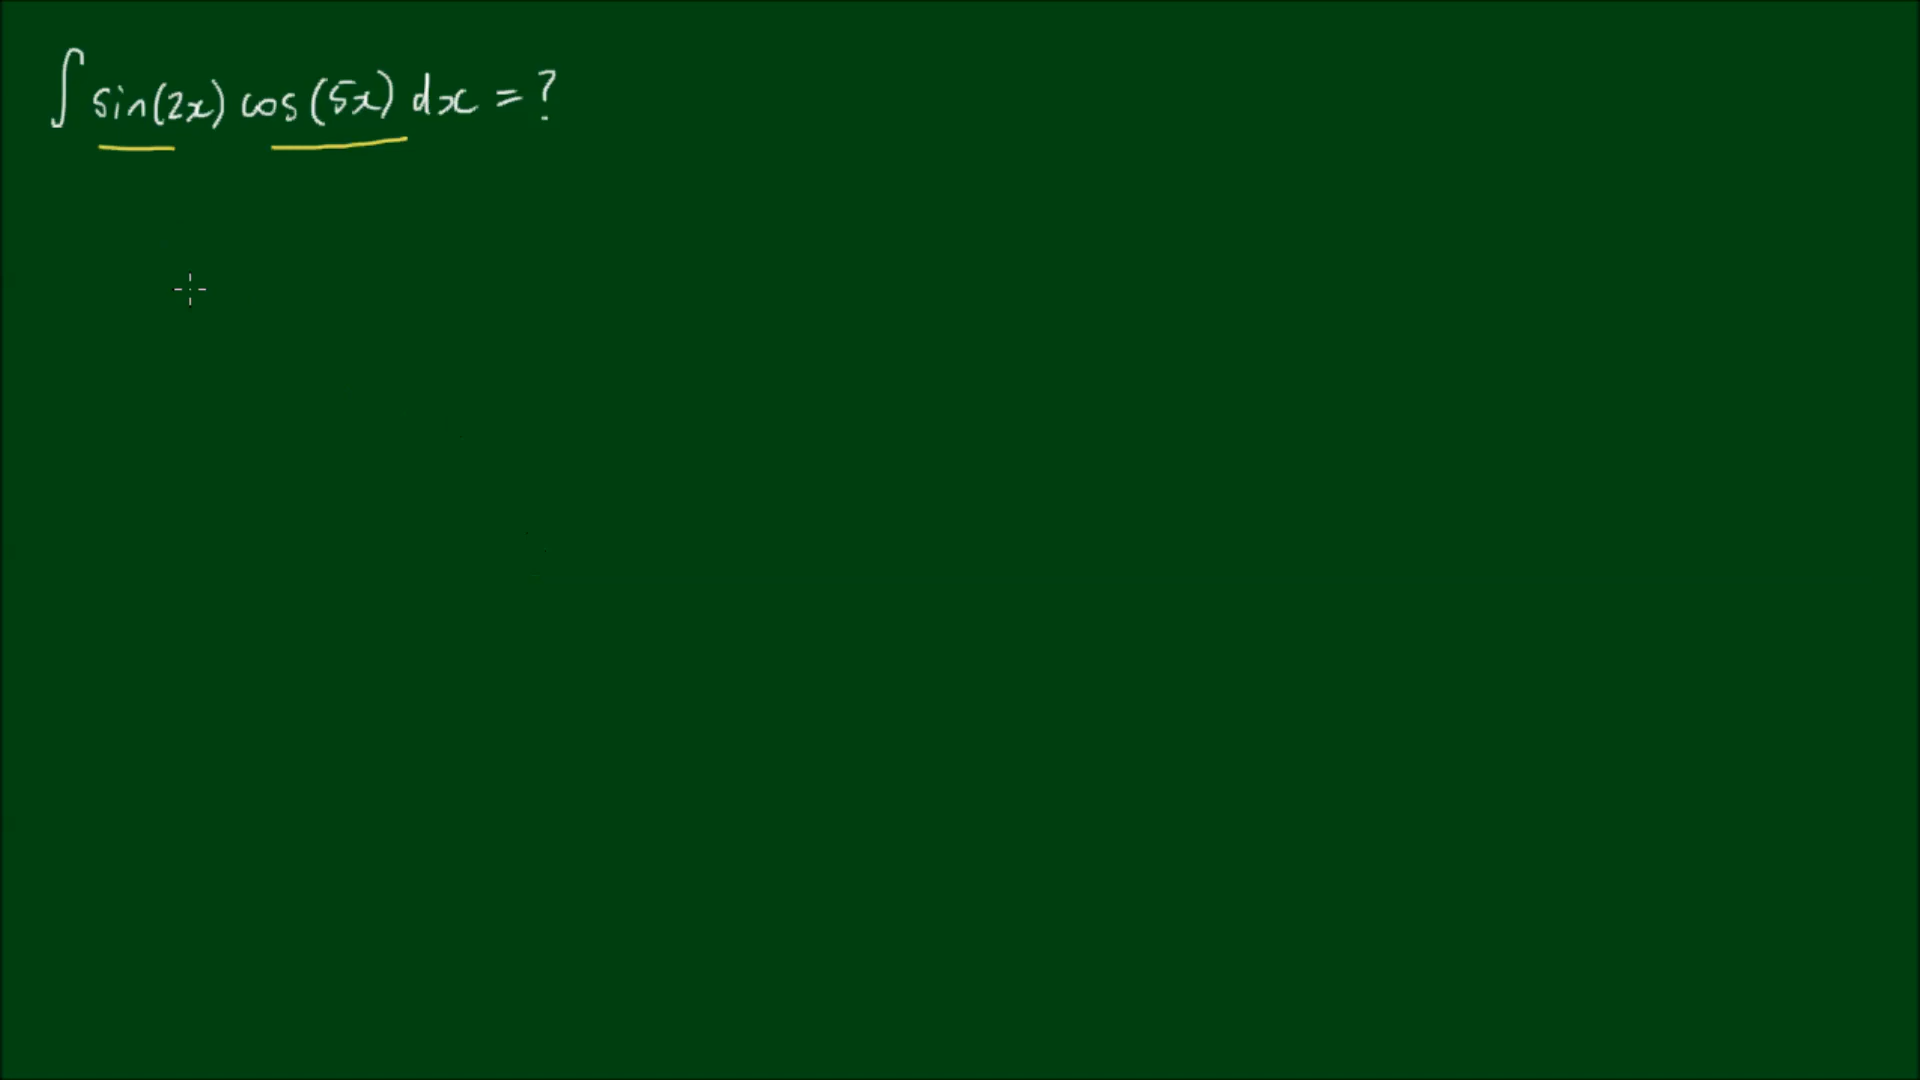 ∫ sin(2x) cos(5x) dx = ?